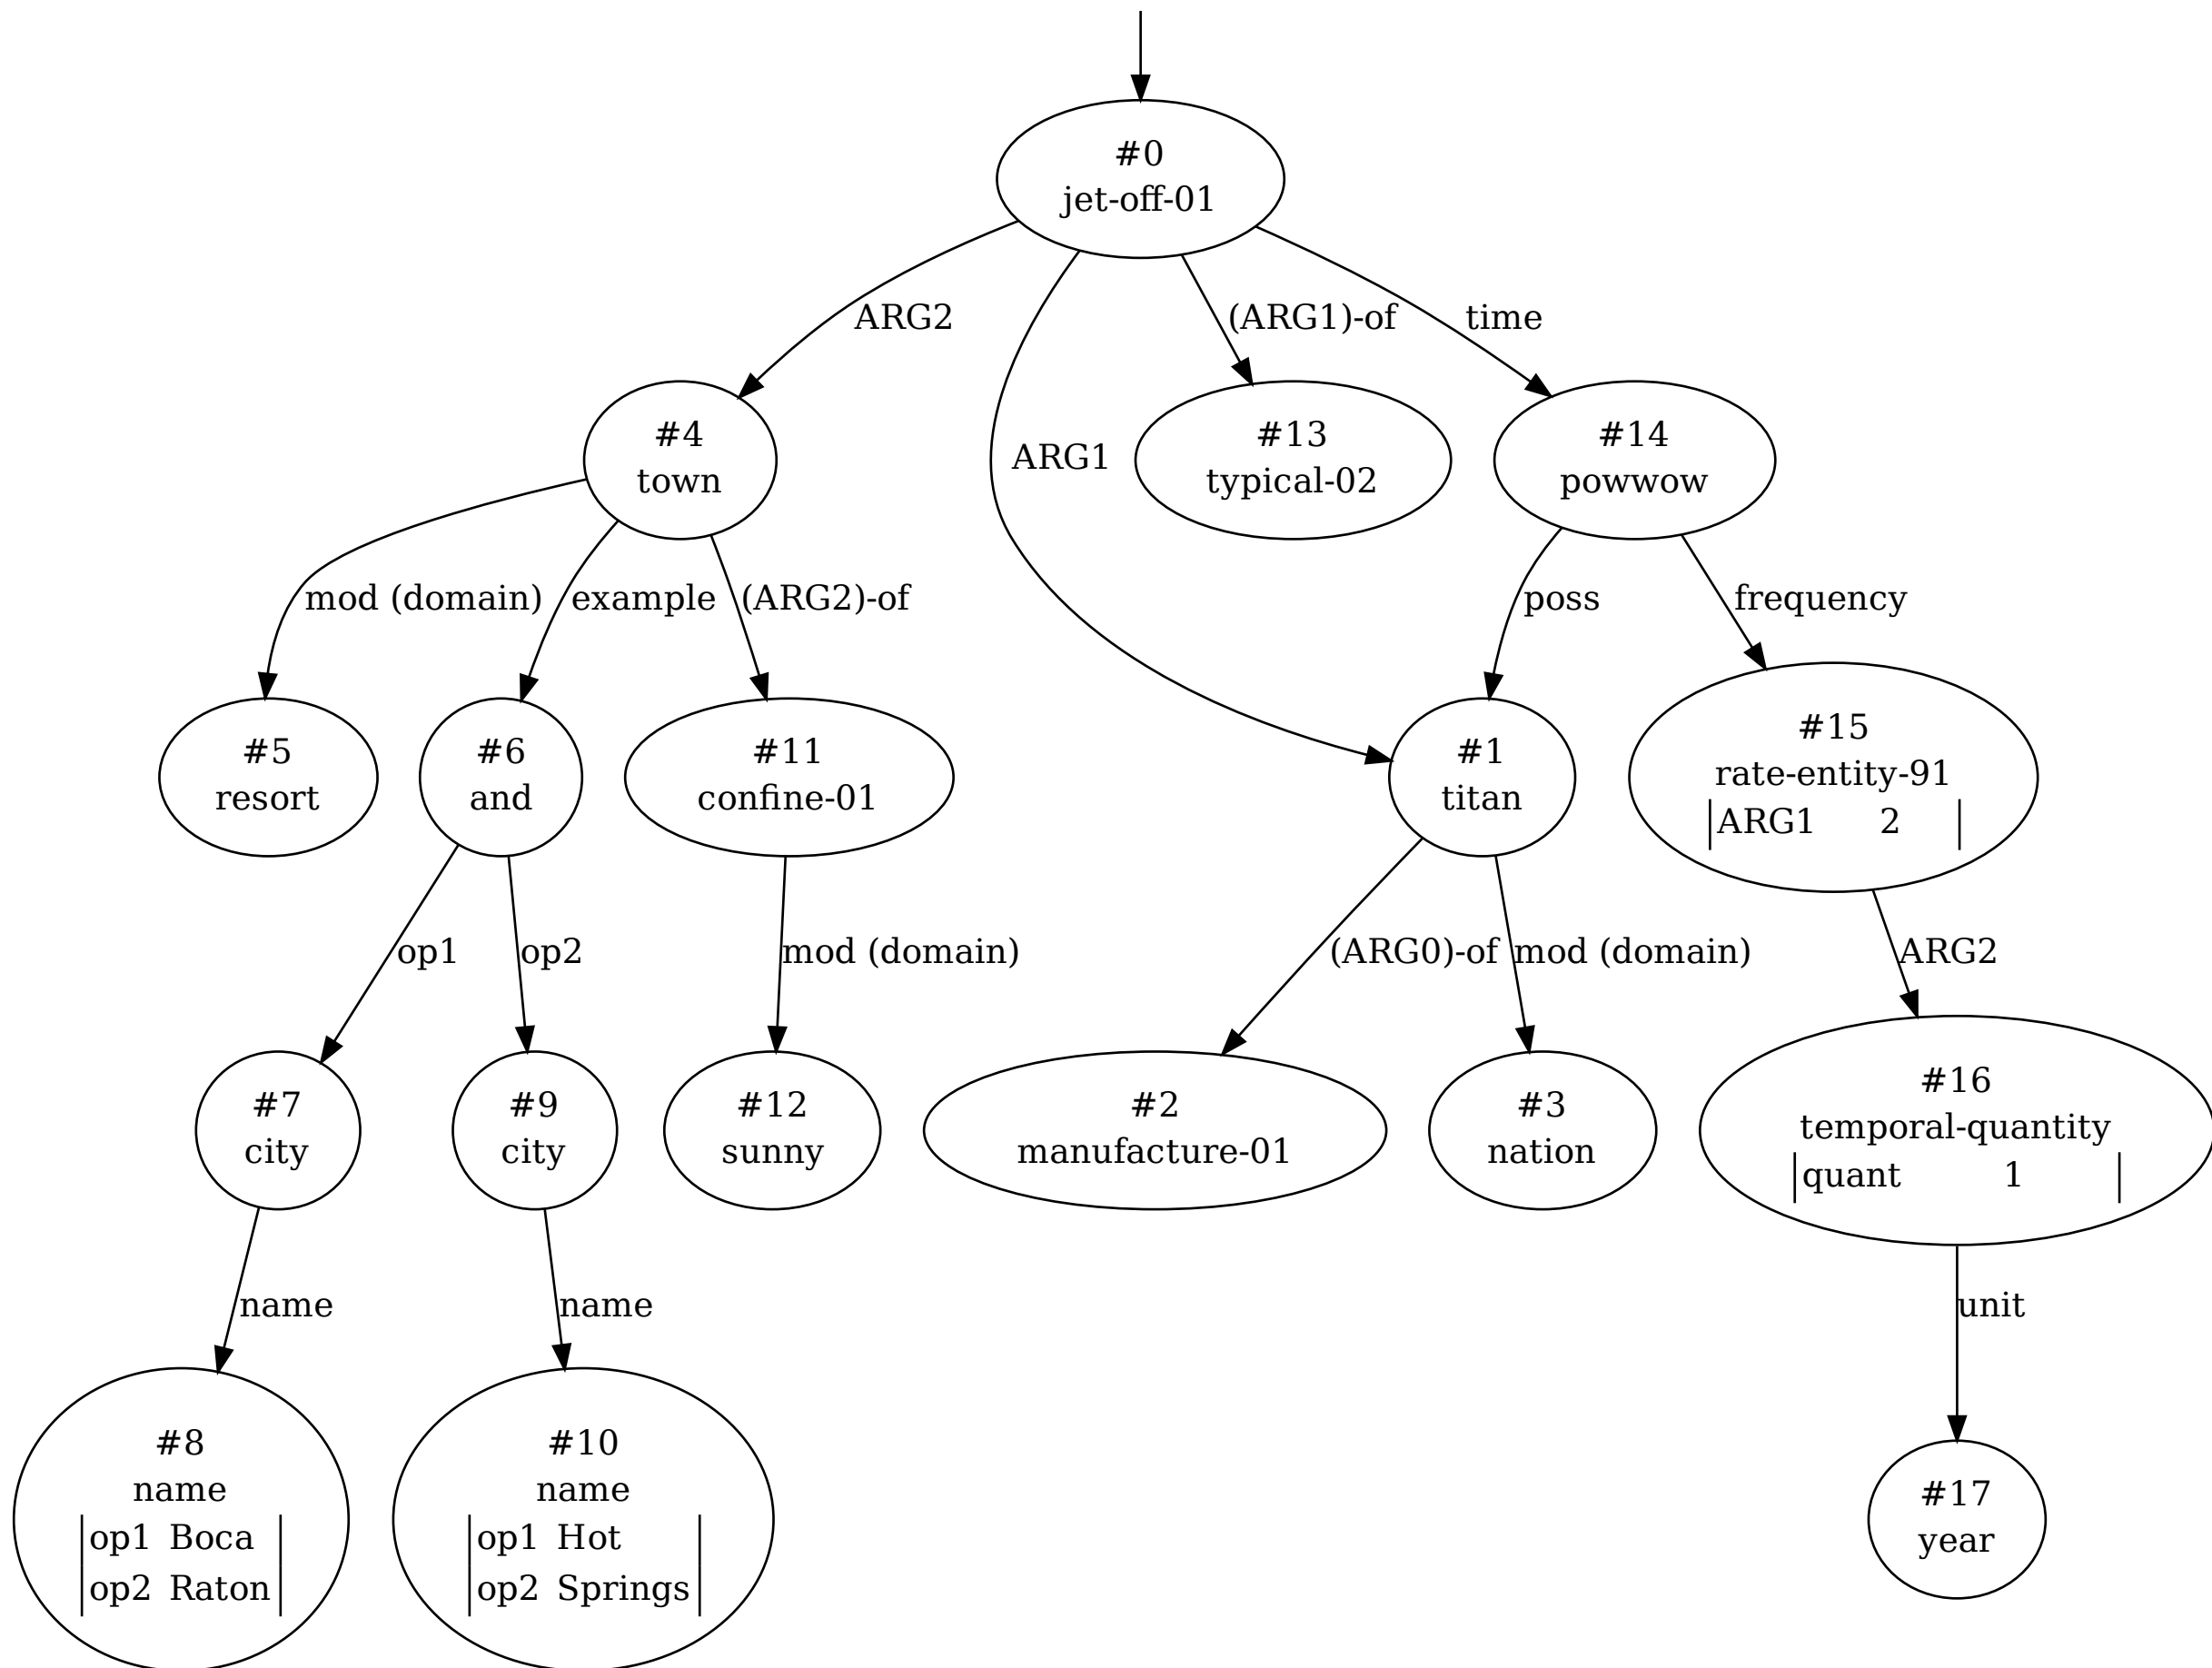 #0
jet-off-01
ARG2
(ARG1)-of
time
#4
town
ARG1
#13
typical-02
#14
powwow
mod (domain)
example
(ARG2)-of
poss
frequency
#5
resort
#6
and
#11
confine-01
#1
titan
#15
rate-entity-91
ARG1 2
op1
op2
mod (domain)
(ARG0)-of
mod (domain)
ARG2
#7
city
#9
city
#12
sunny
#2
manufacture-01
#3
nation
#16
temporal-quantity
quant 1
name
name
unit
#8
name
op1 Boca
op2 Raton
#10
name
op1 Hot
op2 Springs
#17
year